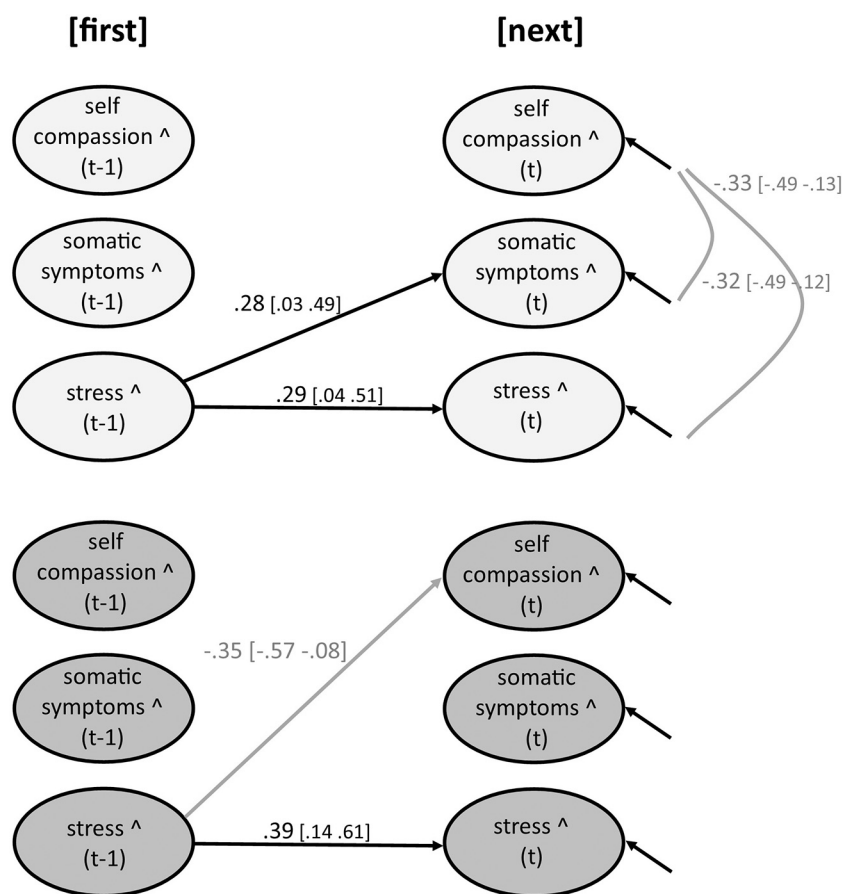 [first] [next]
self
compassion ^
(t-1)
self
compassion ^
(t)
-.33 [-.49 -.13]
somatic
symptoms ^
(t-1)
somatic
symptoms ^
(t)
-.32 [-.49 -.12]
.28 [.03 .49]
stress ^
(t-1)
.29 [.04 .51]
stress ^
(t)
self
compassion ^
(t-1)
self
compassion ^
(t)
-.35 [-.57 -.08]
somatic
symptoms ^
(t-1)
somatic
symptoms ^
(t)
stress ^
(t-1)
.39 [.14 .61]
stress ^
(t)